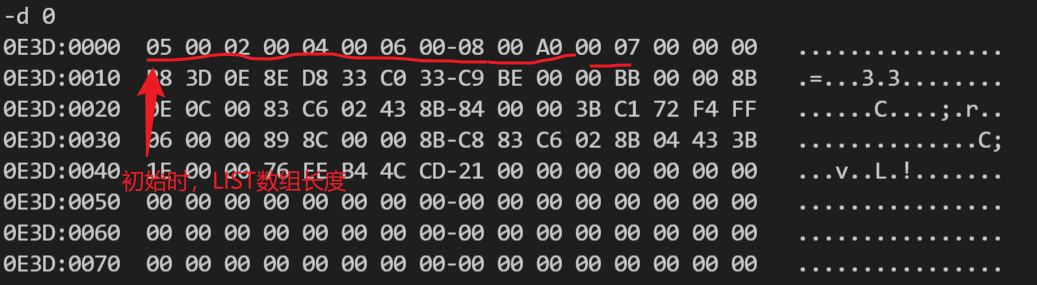 -d 0
0E3D:0000 05 00 02 00 04 00 06 00-08 00 A0 00 07 00 00 00 ................
0E3D:0010 B8 3D 0E 8E D8 33 C0 33-C9 BE 00 00 BB 00 00 8B .=...3.3........
0E3D:0020 0E 0C 00 83 C6 02 43 8B-84 00 00 3B C1 72 F4 FF ......C....;.r..
0E3D:0030 06 00 00 89 8C 00 00 8B-C8 83 C6 02 8B 04 43 3B ..............C;
0E3D:0040 1E 00 00 76 EE B4 4C CD-21 00 00 00 00 00 00 00 ...v..L.!.......
初始时，LIST数组长度
0E3D:0050 00 00 00 00 00 00 00 00-00 00 00 00 00 00 00 00 ................
0E3D:0060 00 00 00 00 00 00 00 00-00 00 00 00 00 00 00 00 ................
0E3D:0070 00 00 00 00 00 00 00 00-00 00 00 00 00 00 00 00 ................